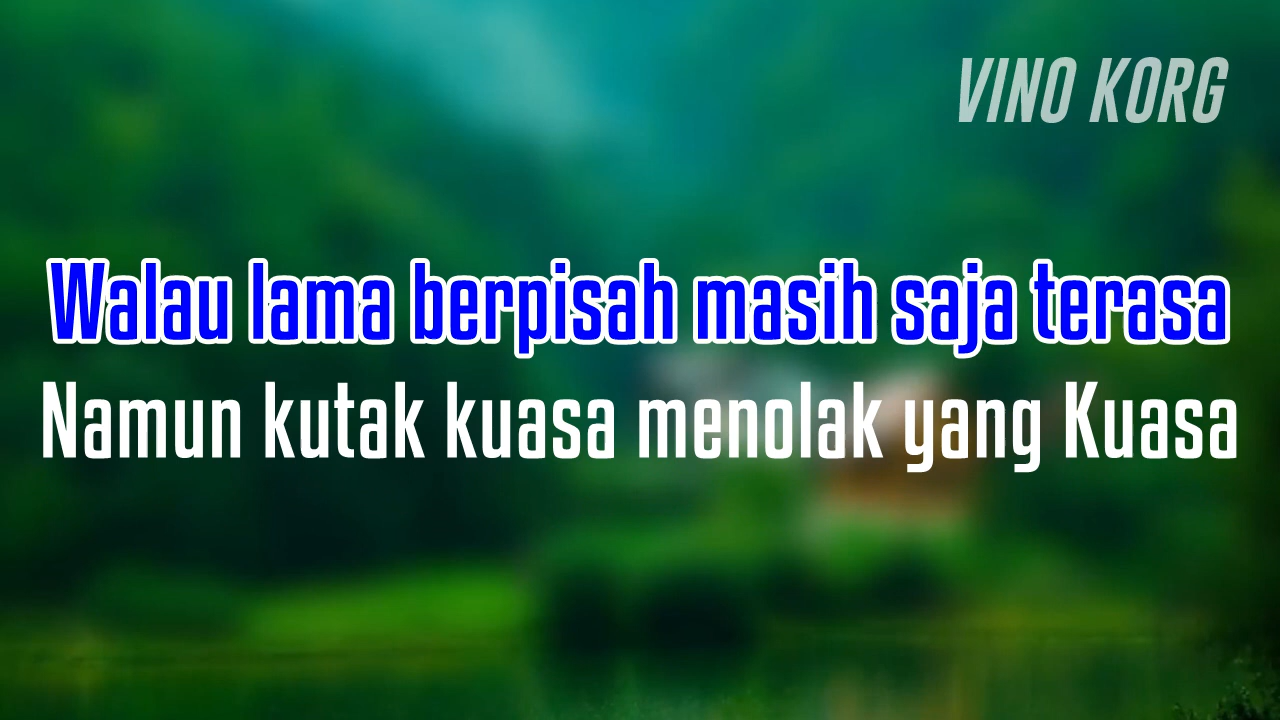 VINO KORG
Walau lama berpisah masih saja terasa
Namun kutak kuasa menolak yang Kuasa